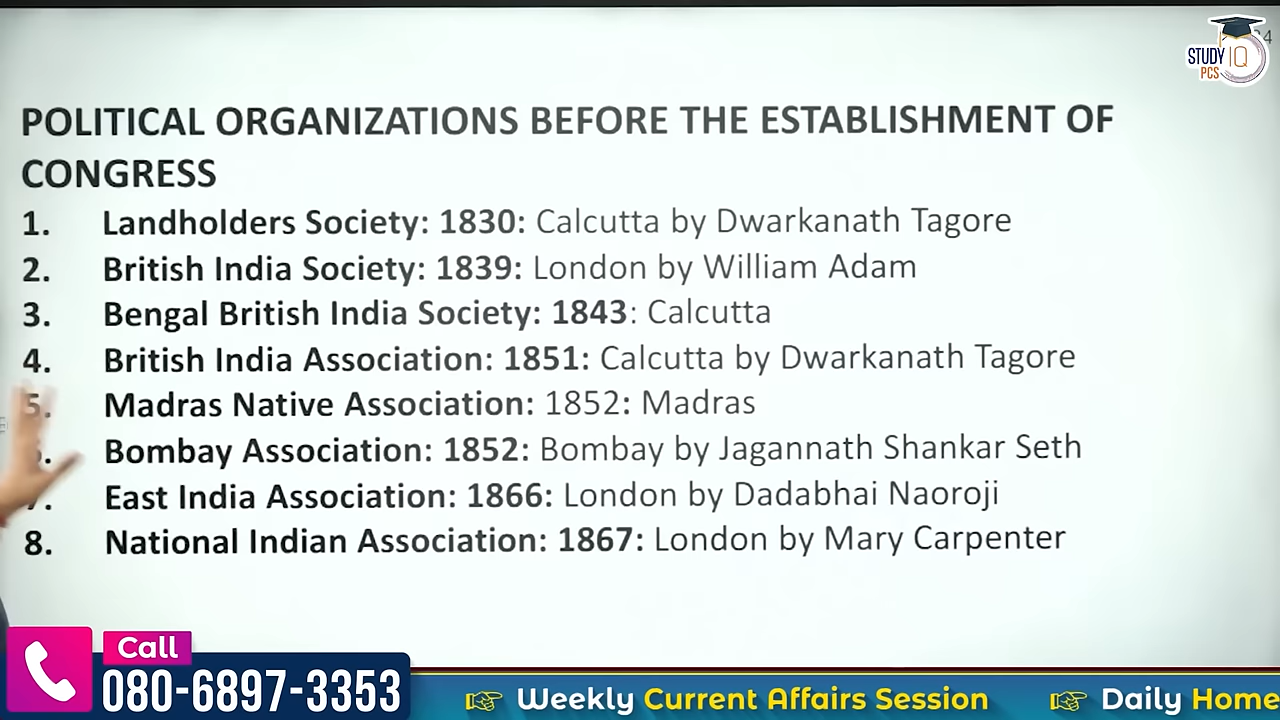 STUDY IQ
PCS
POLITICAL ORGANIZATIONS BEFORE THE ESTABLISHMENT OF
CONGRESS
1. Landholders Society: 1830: Calcutta by Dwarkanath Tagore
2. British India Society: 1839: London by William Adam
3. Bengal British India Society: 1843: Calcutta
4. British India Association: 1851: Calcutta by Dwarkanath Tagore
5. Madras Native Association: 1852: Madras
Bombay Association: 1852: Bombay by Jagannath Shankar Seth
7. East India Association: 1866: London by Dadabhai Naoroji
8. National Indian Association: 1867: London by Mary Carpenter
Call
080-6897-3353
Weekly Current Affairs Session Daily Home